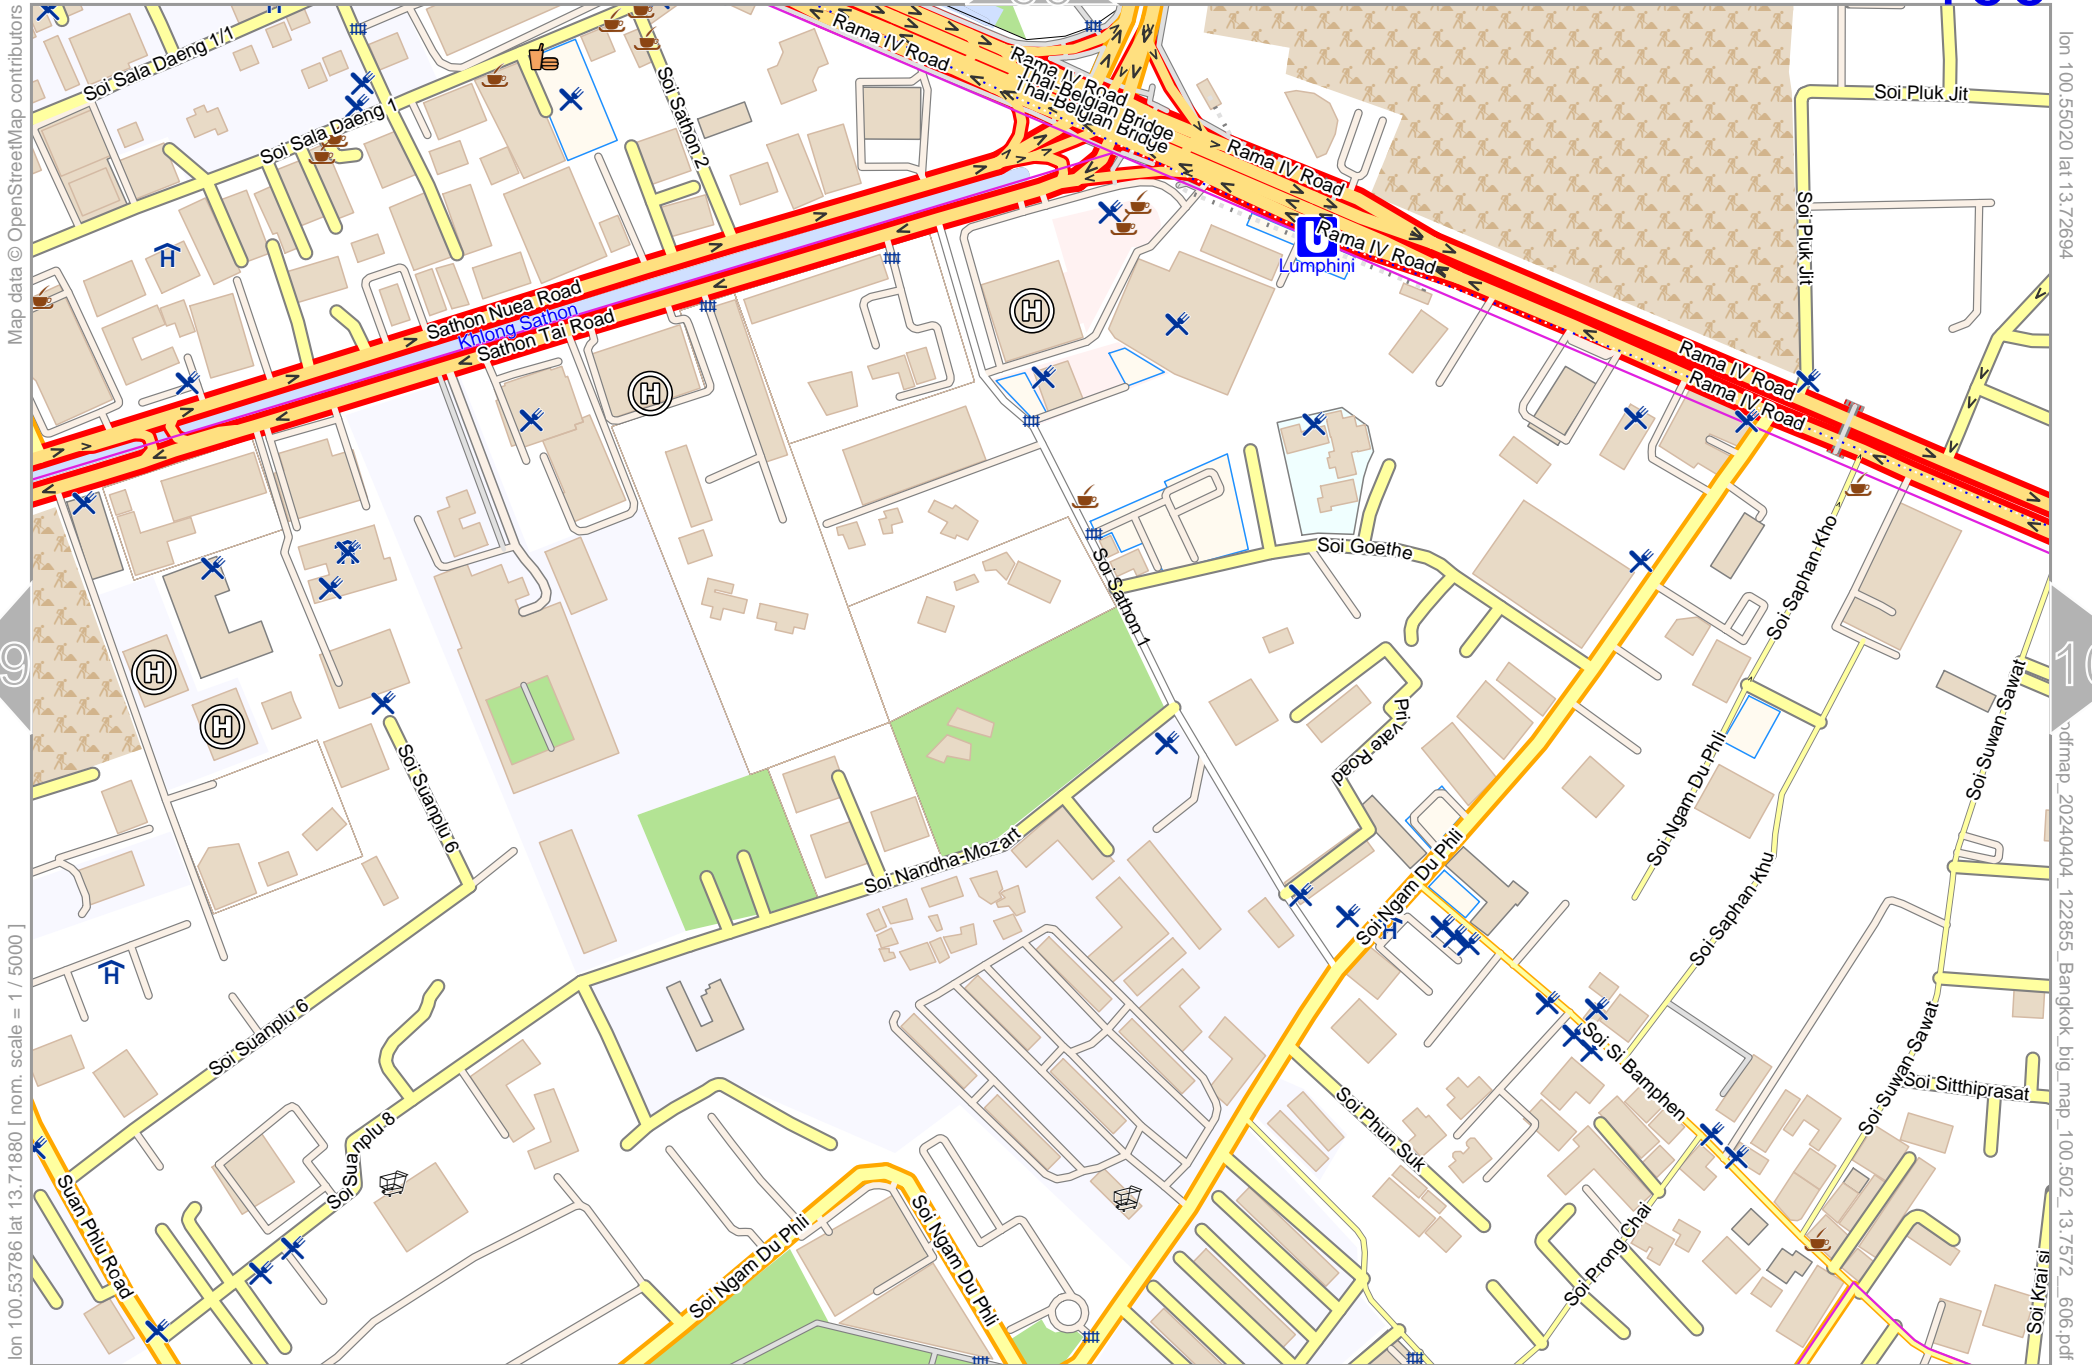 Map data © OpenStreetMap contributors
lon 100.53786 lat 13.71880 [ nom. scale = 1 / 5000 ]
lon 100.55020 lat 13.72694
pdfmap_20240404_122855_Bangkok_big_map_100.502_13.7572__606.pdf
9
10
Soi Sala Daeng 1/1
Soi Sala Daeng 1
Soi Sathon 2
Rama IV Road
Rama IV Road
Thai-Belgian Bridge
Thai-Belgian Bridge
Rama IV Road
Rama IV Road
U
Lumphini
Soi Pluk Jit
Soi Pluk Jit
H
Sathon Nuea Road
Khlong Sathon
Sathon Tai Road
H
H
Rama IV Road
Rama IV Road
Soi Goethe
Soi Sathon 1
Soi Saphan Kho
H
H
Soi Suanplu 6
Private Road
Soi Ngam Du Phli
Soi Suwan Sawat
Soi Nandha-Mozart
Soi Ngam Du Phli
Soi Saphan Khu
H
H
Soi Suanplu 6
Soi Si Bamphen
Soi Suwan Sawat
Soi Sitthiprasat
Soi Suanplu 8
Soi Phun Suk
Suan Phlu Road
Soi Ngam Du Phli
Soi Ngam Du Phli
Soi Prong Chai
Soi Krai si